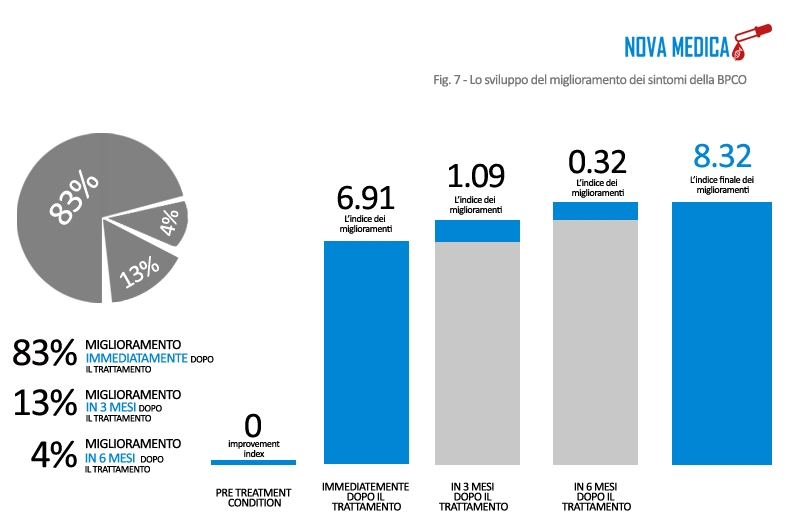 NOVA MEDICA
Fig. 7 - Lo sviluppo del miglioramento dei sintomi della BPCO
83%
4%
13%
83% MIGLIORAMENTO
IMMEDIATAMENTE DOPO
IL TRATTAMENTO
13% MIGLIORAMENTO
IN 3 MESI DOPO
IL TRATTAMENTO
4% MIGLIORAMENTO
IN 6 MESI DOPO
IL TRATTAMENTO
0
improvement
index
PRE TREATMENT
CONDITION
6.91
L'indice dei
miglioramenti
IMMEDIATEMENTE
DOPO IL
TRATTAMENTO
1.09
L'indice dei
miglioramenti
IN 3 MESI
DOPO IL
TRATTAMENTO
0.32
L'indice dei
miglioramenti
IN 6 MESI
DOPO IL
TRATTAMENTO
8.32
L'indice finale dei
miglioramenti